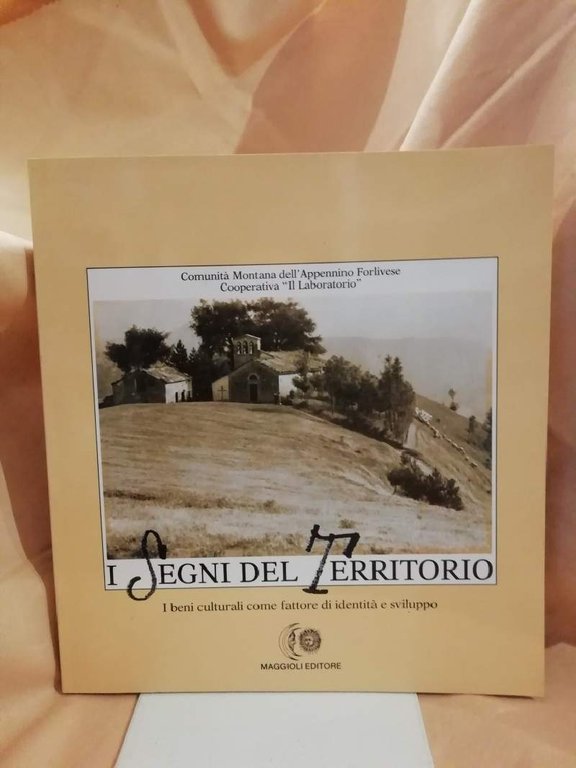 Comunità Montana dell'Appennino Forlivese
Cooperativa "Il Laboratorio"
I SEGNI DEL TERRITORIO
I beni culturali come fattore di identità e sviluppo
MAGGIOLI EDITORE